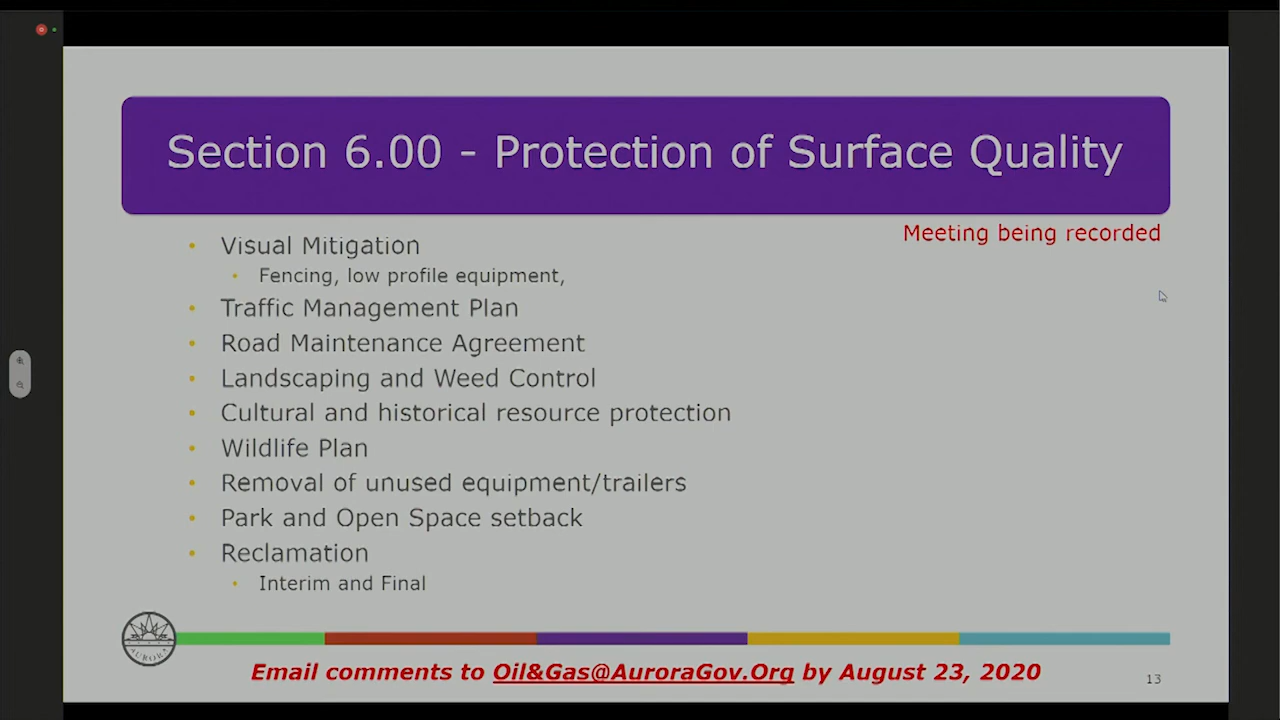 Section 6.00 - Protection of Surface Quality
Meeting being recorded
• Visual Mitigation
• Fencing, low profile equipment,
• Traffic Management Plan
• Road Maintenance Agreement
• Landscaping and Weed Control
• Cultural and historical resource protection
• Wildlife Plan
• Removal of unused equipment/trailers
• Park and Open Space setback
• Reclamation
• Interim and Final
AURORA
Email comments to Oil&Gas@AuroraGov.Org by August 23, 2020
13